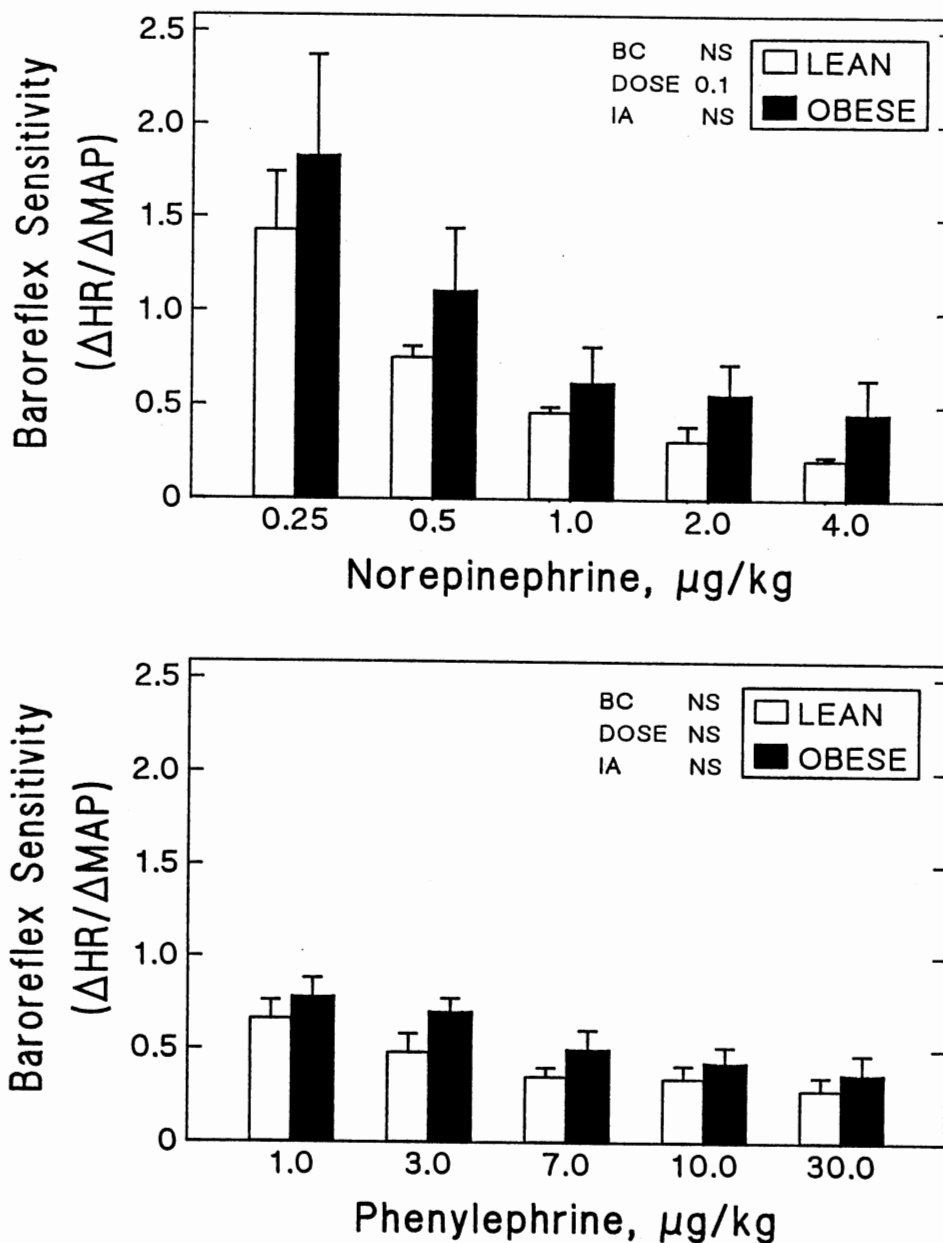 Baroreflex Sensitivity
(ΔHR/ΔMAP)
2.5
2.0
1.5
1.0
0.5
0
BC NS
DOSE 0.1
IA NS
LEAN
OBESE
0.25 0.5 1.0 2.0 4.0
Norepinephrine, μg/kg
Baroreflex Sensitivity
(ΔHR/ΔMAP)
2.5
2.0
1.5
1.0
0.5
0
BC NS
DOSE NS
IA NS
LEAN
OBESE
1.0 3.0 7.0 10.0 30.0
Phenylephrine, μg/kg